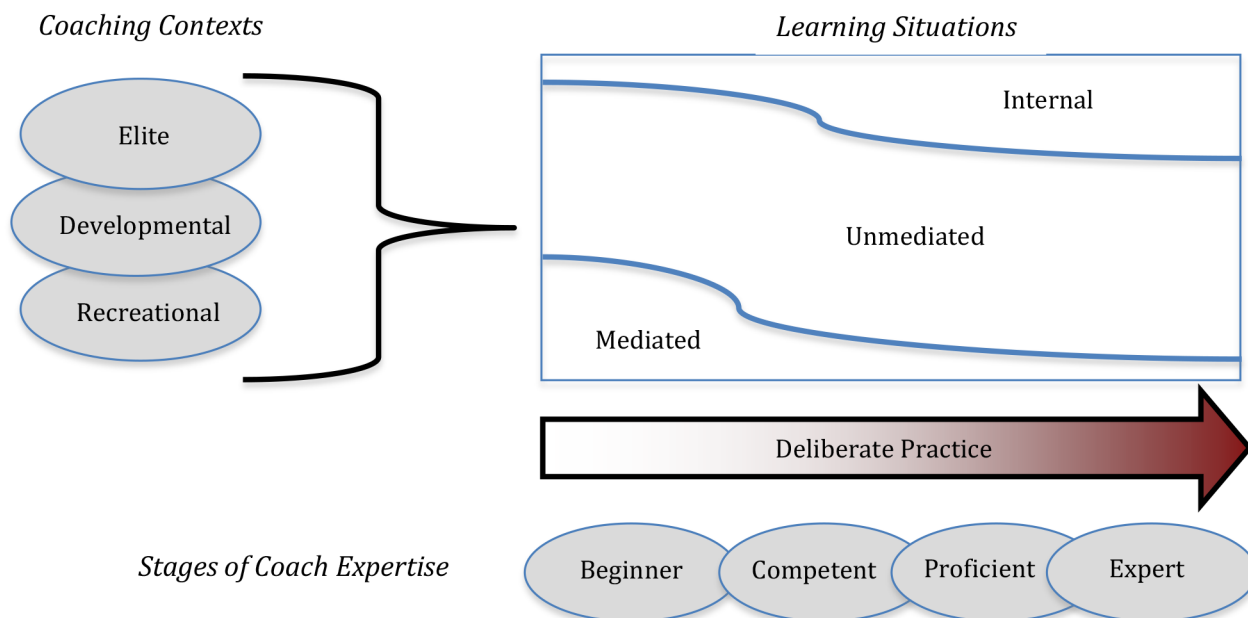 Coaching Contexts
Learning Situations
Elite
Developmental
Recreational
Internal
Unmediated
Mediated
Deliberate Practice
Stages of Coach Expertise
Beginner
Competent
Proficient
Expert